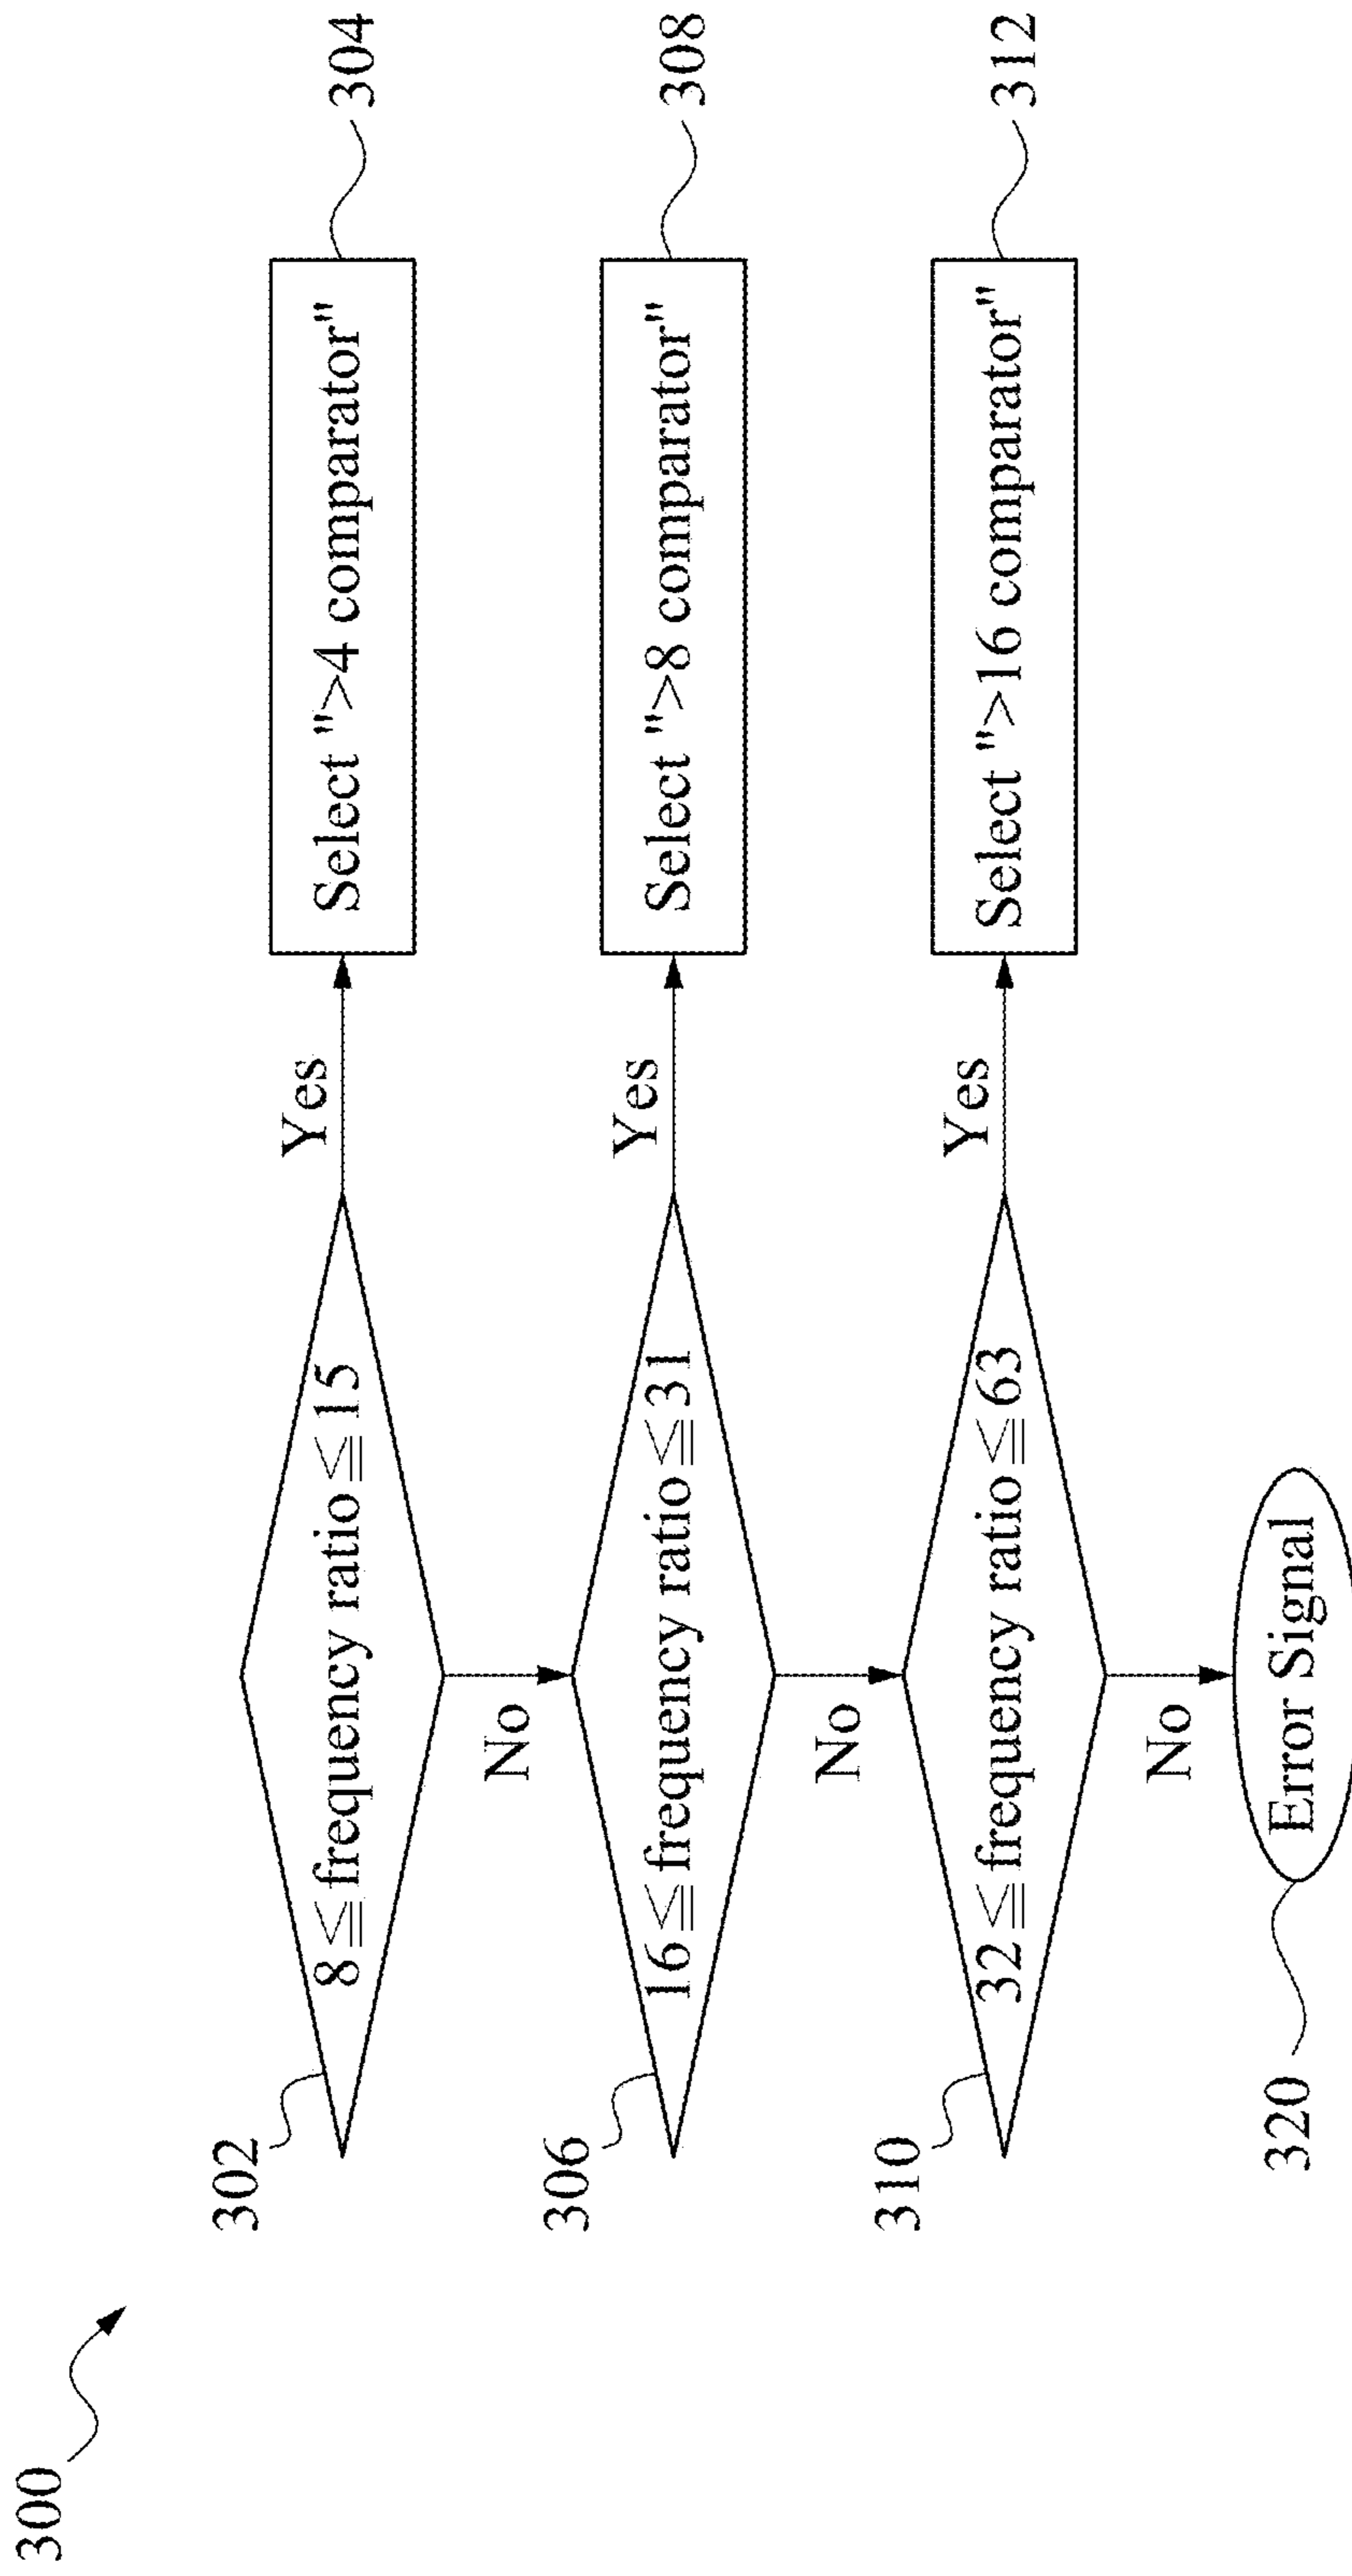 300
302
8≦frequency ratio≦15
Yes
Select ">4 comparator"
304
No
306
16≦frequency ratio≦31
Yes
Select ">8 comparator"
308
No
310
32≦frequency ratio≦63
Yes
Select ">16 comparator"
312
No
320
Error Signal